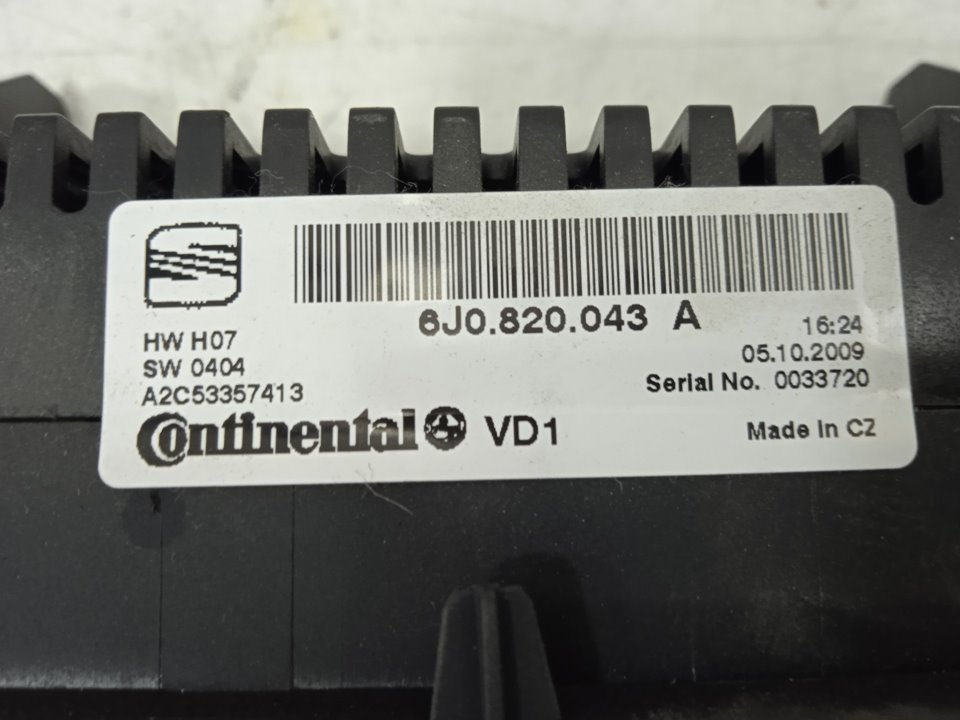 6J0.820.043 A
HW H07
SW 0404
A2C53357413
16:24
05.10.2009
Serial No. 0033720
Continental VD1
Made in CZ